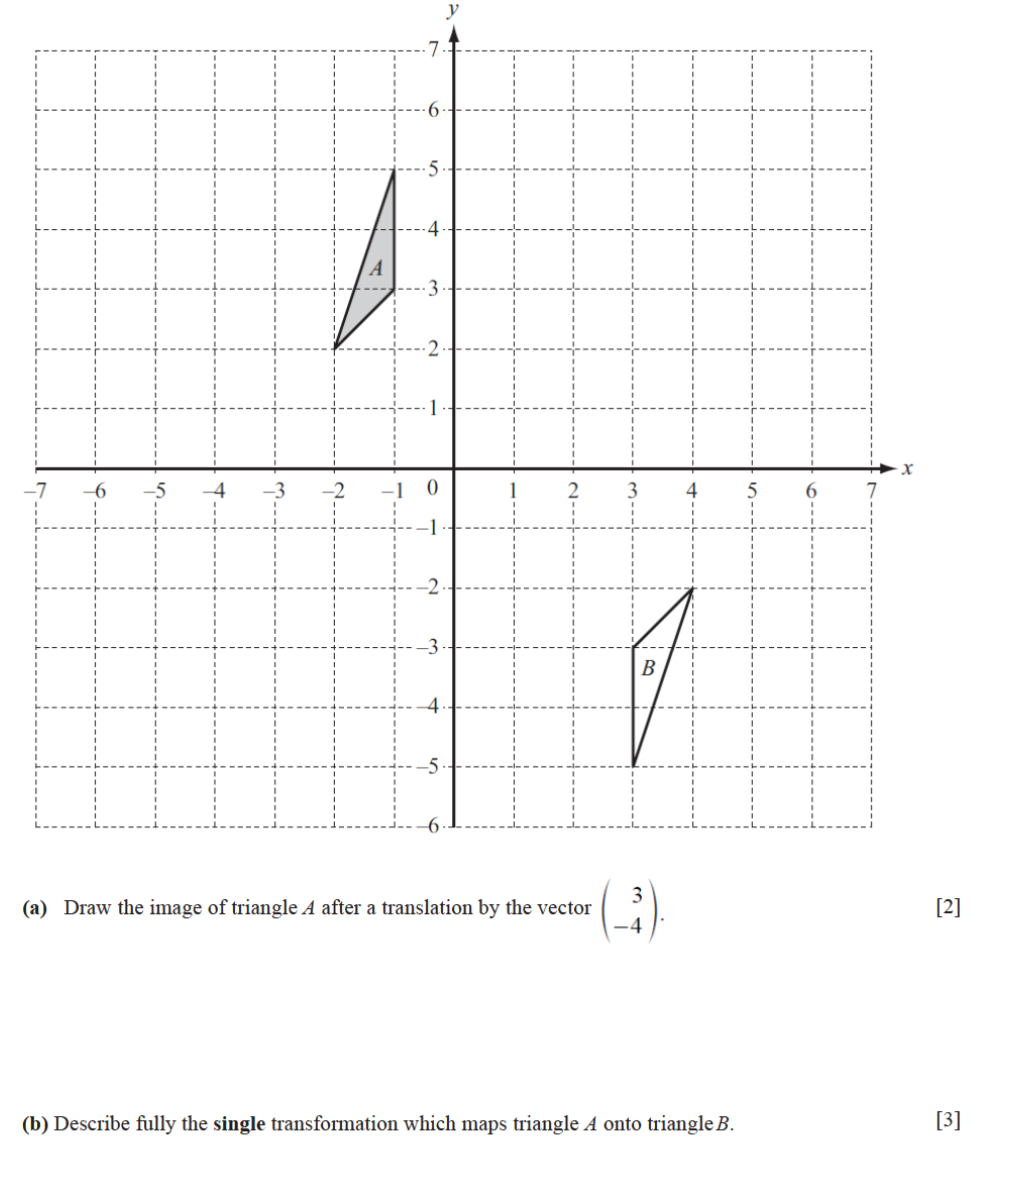 y
7
6
5
4
A
3
2
1
x
–7 –6 –5 –4 –3 –2 –1 0 1 2 3 4 5 6 7
–1
–2
–3
B
–4
–5
–6
(a) Draw the image of triangle A after a translation by the vector ( 3 −4 ). [2]
(b) Describe fully the single transformation which maps triangle A onto triangle B. [3]